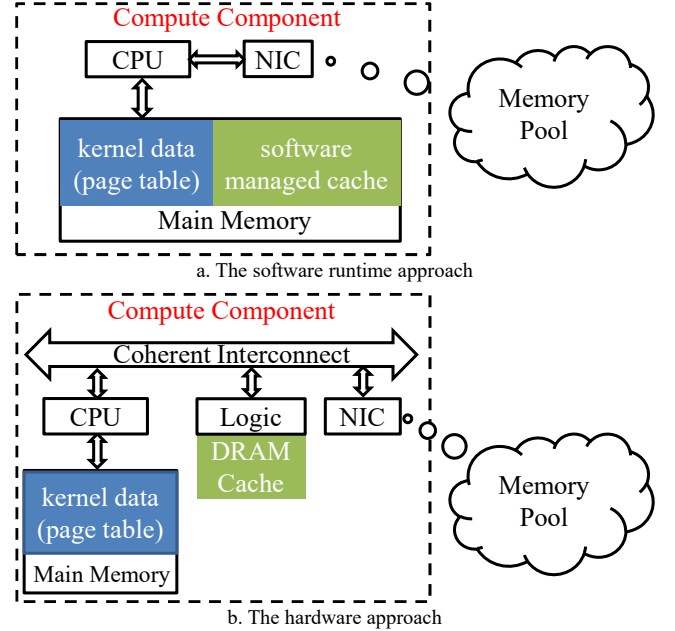 Compute Component
CPU
NIC
Memory
Pool
kernel data
(page table)
software
managed cache
Main Memory
a. The software runtime approach
Compute Component
Coherent Interconnect
CPU
Logic
NIC
DRAM
Cache
kernel data
(page table)
Main Memory
Memory
Pool
b. The hardware approach